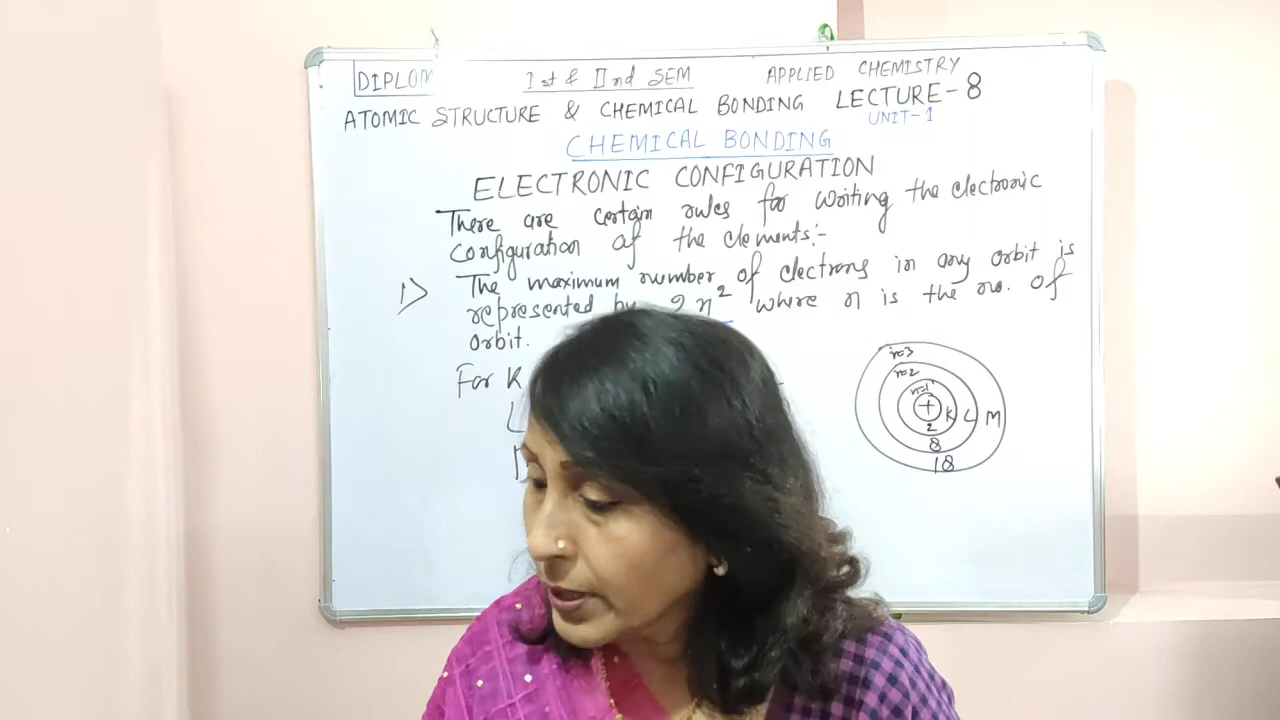 DIPLOM
Ist & IInd SEM
APPLIED CHEMISTRY
ATOMIC STRUCTURE & CHEMICAL BONDING LECTURE-8
UNIT-1
CHEMICAL BONDING
ELECTRONIC CONFIGURATION
There are certain rules for writing the electronic
configuration of the elements:-
1) The maximum number of electrons in any orbit is
represented by 2n² where n is the no. of
orbit.
For K
L
n=3
n=2
n=1
+ K L M
2
8
18